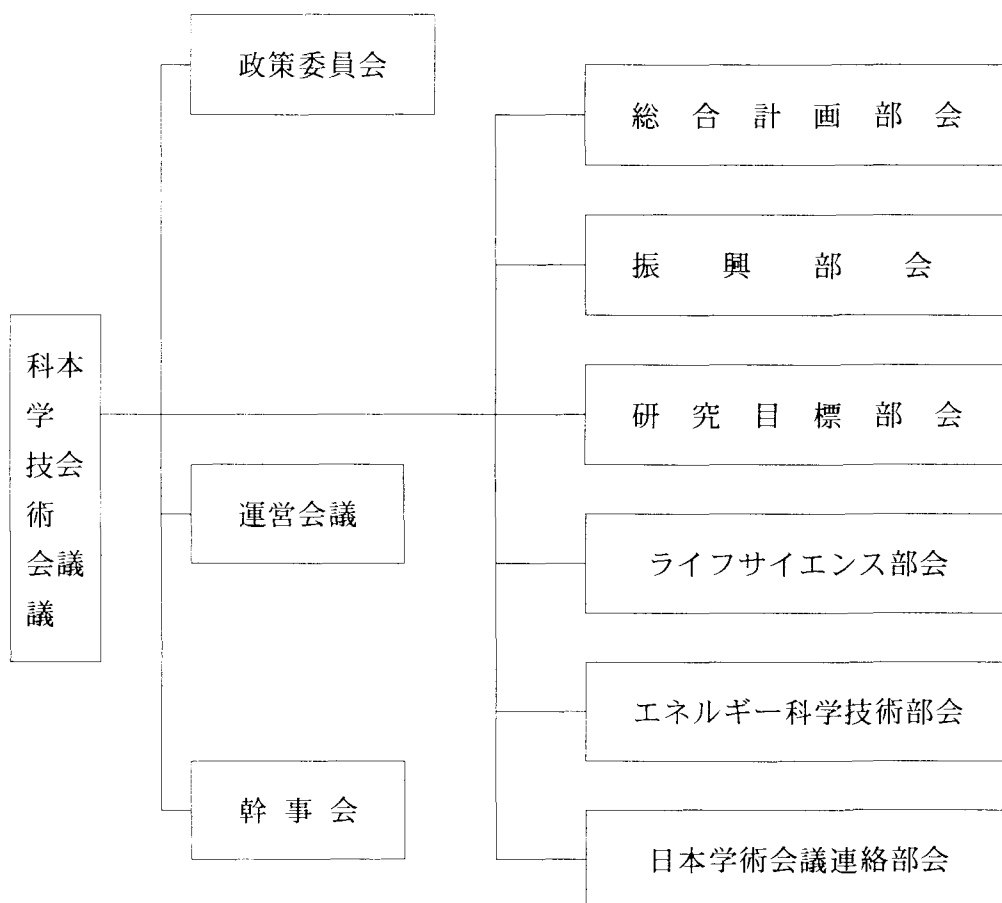 科学技術会議
本会議
政策委員会
運営会議
幹事会
総合計画部会
振興部会
研究目標部会
ライフサイエンス部会
エネルギー科学技術部会
日本学術会議連絡部会